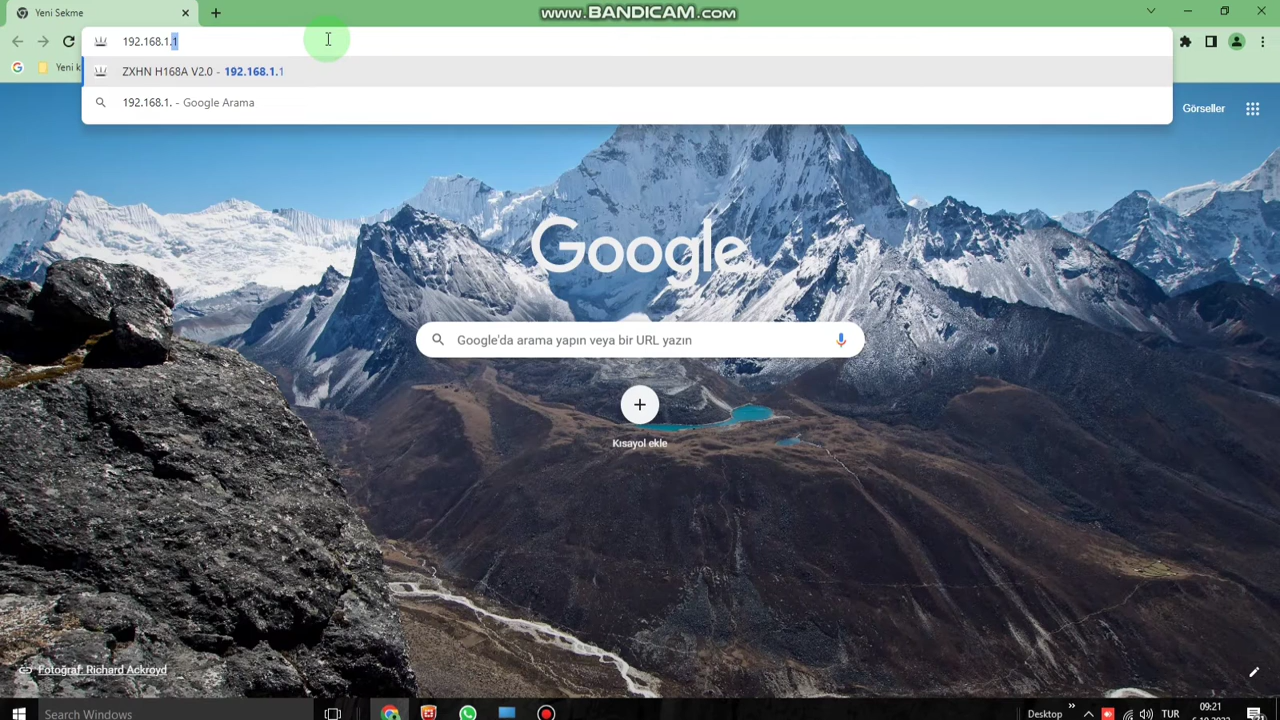 Yeni Sekme
www.BANDICAM.com
192.168.1.1
Yeni k
ZXHN H168A V2.0 - 192.168.1.1
192.168.1. - Google Arama
Görseller
Google
Google'da arama yapın veya bir URL yazın
Kısayol ekle
Fotoğraf: Richard Ackroyd
Search Windows
Desktop
TUR
09:21